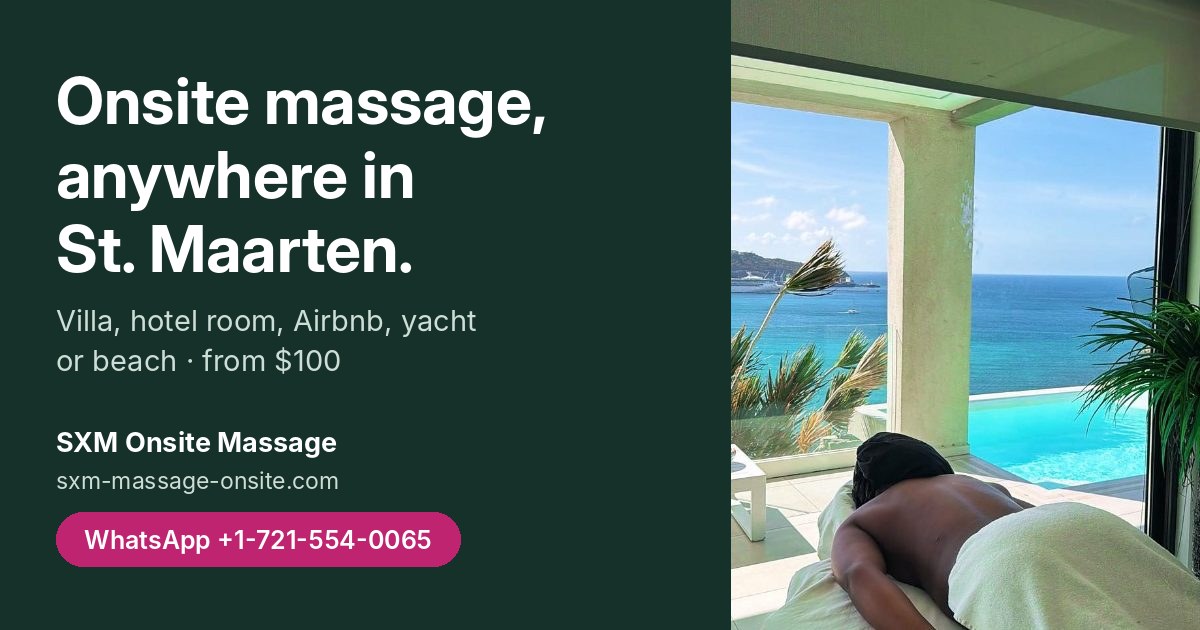 Onsite massage,
anywhere in
St. Maarten.
Villa, hotel room, Airbnb, yacht
or beach · from $100
SXM Onsite Massage
sxm-massage-onsite.com
WhatsApp +1-721-554-0065